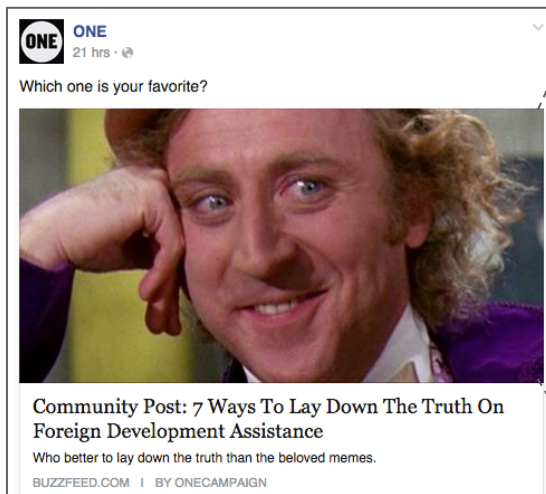 ONE
ONE
21 hrs ·
Which one is your favorite?
Community Post: 7 Ways To Lay Down The Truth On
Foreign Development Assistance
Who better to lay down the truth than the beloved memes.
BUZZFEED.COM | BY ONECAMPAIGN